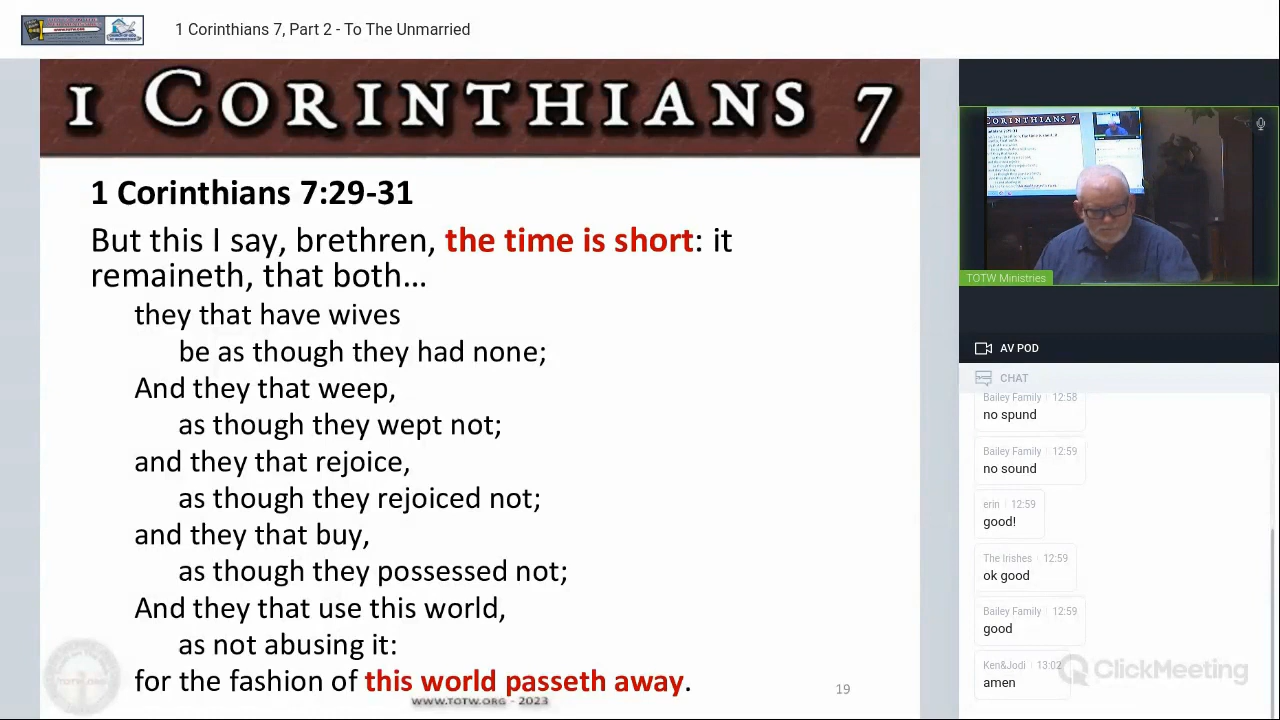 1 Corinthians 7, Part 2 - To The Unmarried
1 CORINTHIANS 7
1 Corinthians 7:29-31
But this I say, brethren, the time is short: it
remaineth, that both...
they that have wives
be as though they had none;
And they that weep,
as though they wept not;
and they that rejoice,
as though they rejoiced not;
and they that buy,
as though they possessed not;
And they that use this world,
as not abusing it:
for the fashion of this world passeth away.
WWW.TOTW.ORG - 2023
19
CORINTHIANS 7
TOTW Ministries
AV POD
CHAT
Bailey Family 12:58
no spund
Bailey Family 12:59
no sound
erin 12:59
good!
The Irishes 12:59
ok good
Bailey Family 12:59
good
Ken&Jodi 13:02
amen
ClickMeeting